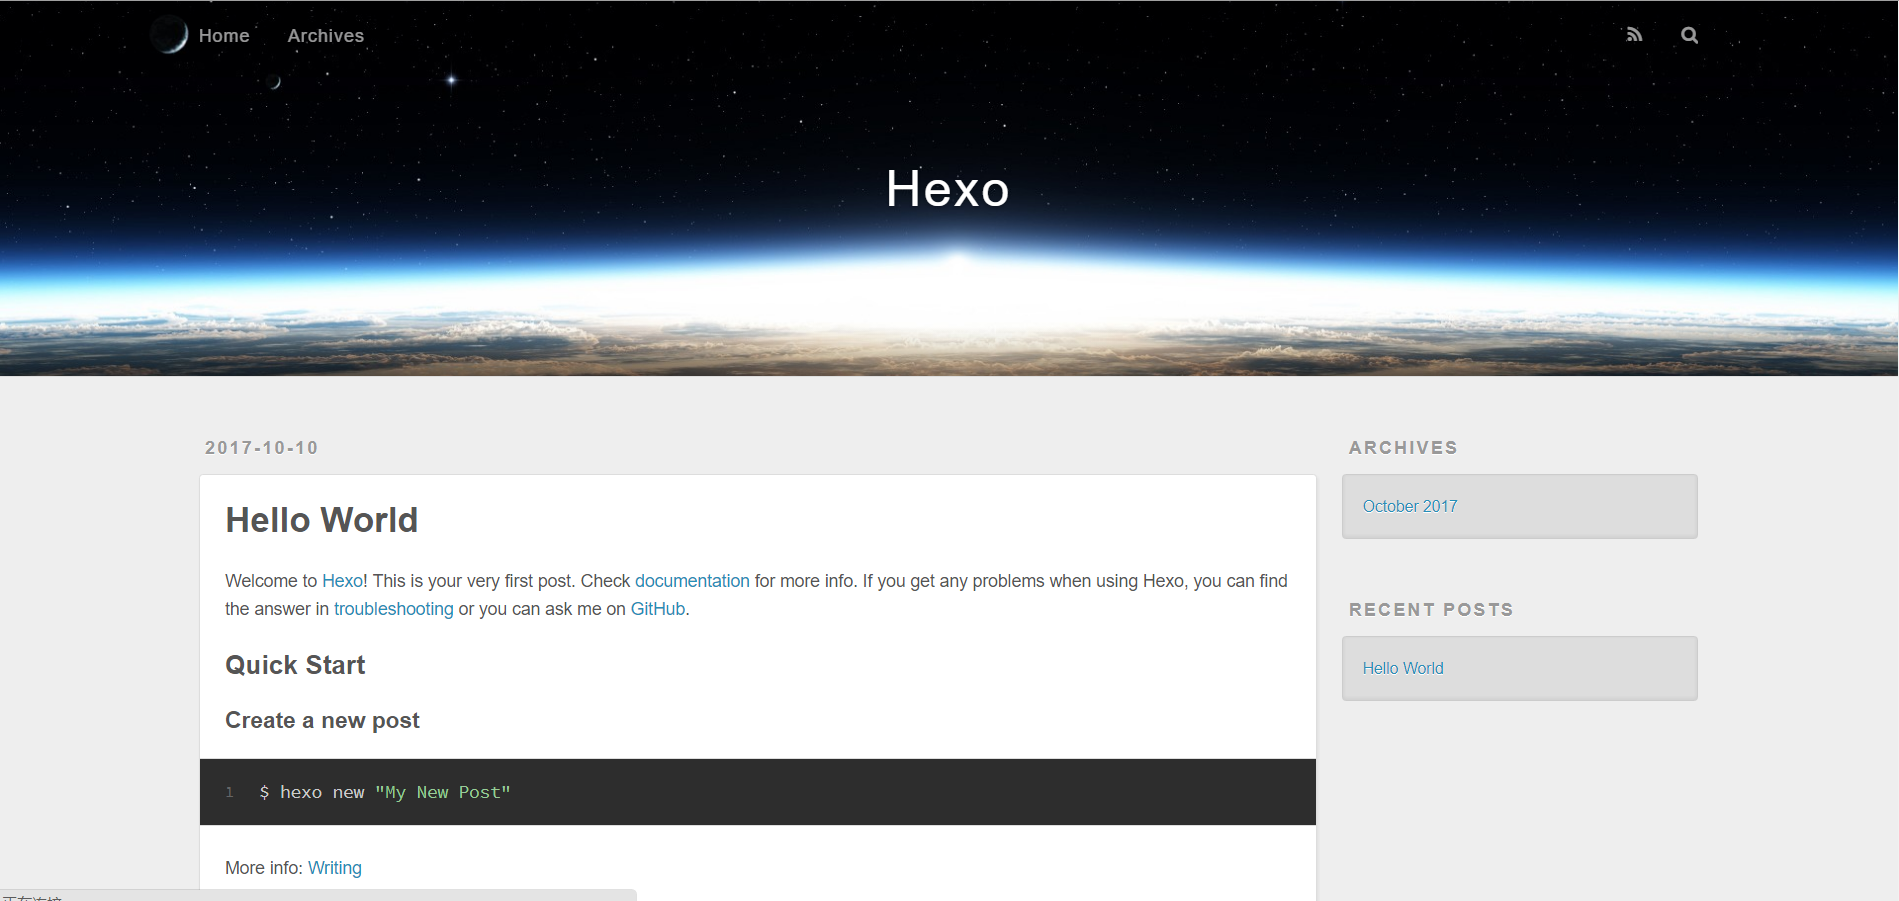 Home Archives
Hexo
2017-10-10
Hello World
Welcome to Hexo! This is your very first post. Check documentation for more info. If you get any problems when using Hexo, you can find
the answer in troubleshooting or you can ask me on GitHub.
Quick Start
Create a new post
1 $ hexo new "My New Post"
More info: Writing
ARCHIVES
October 2017
RECENT POSTS
Hello World